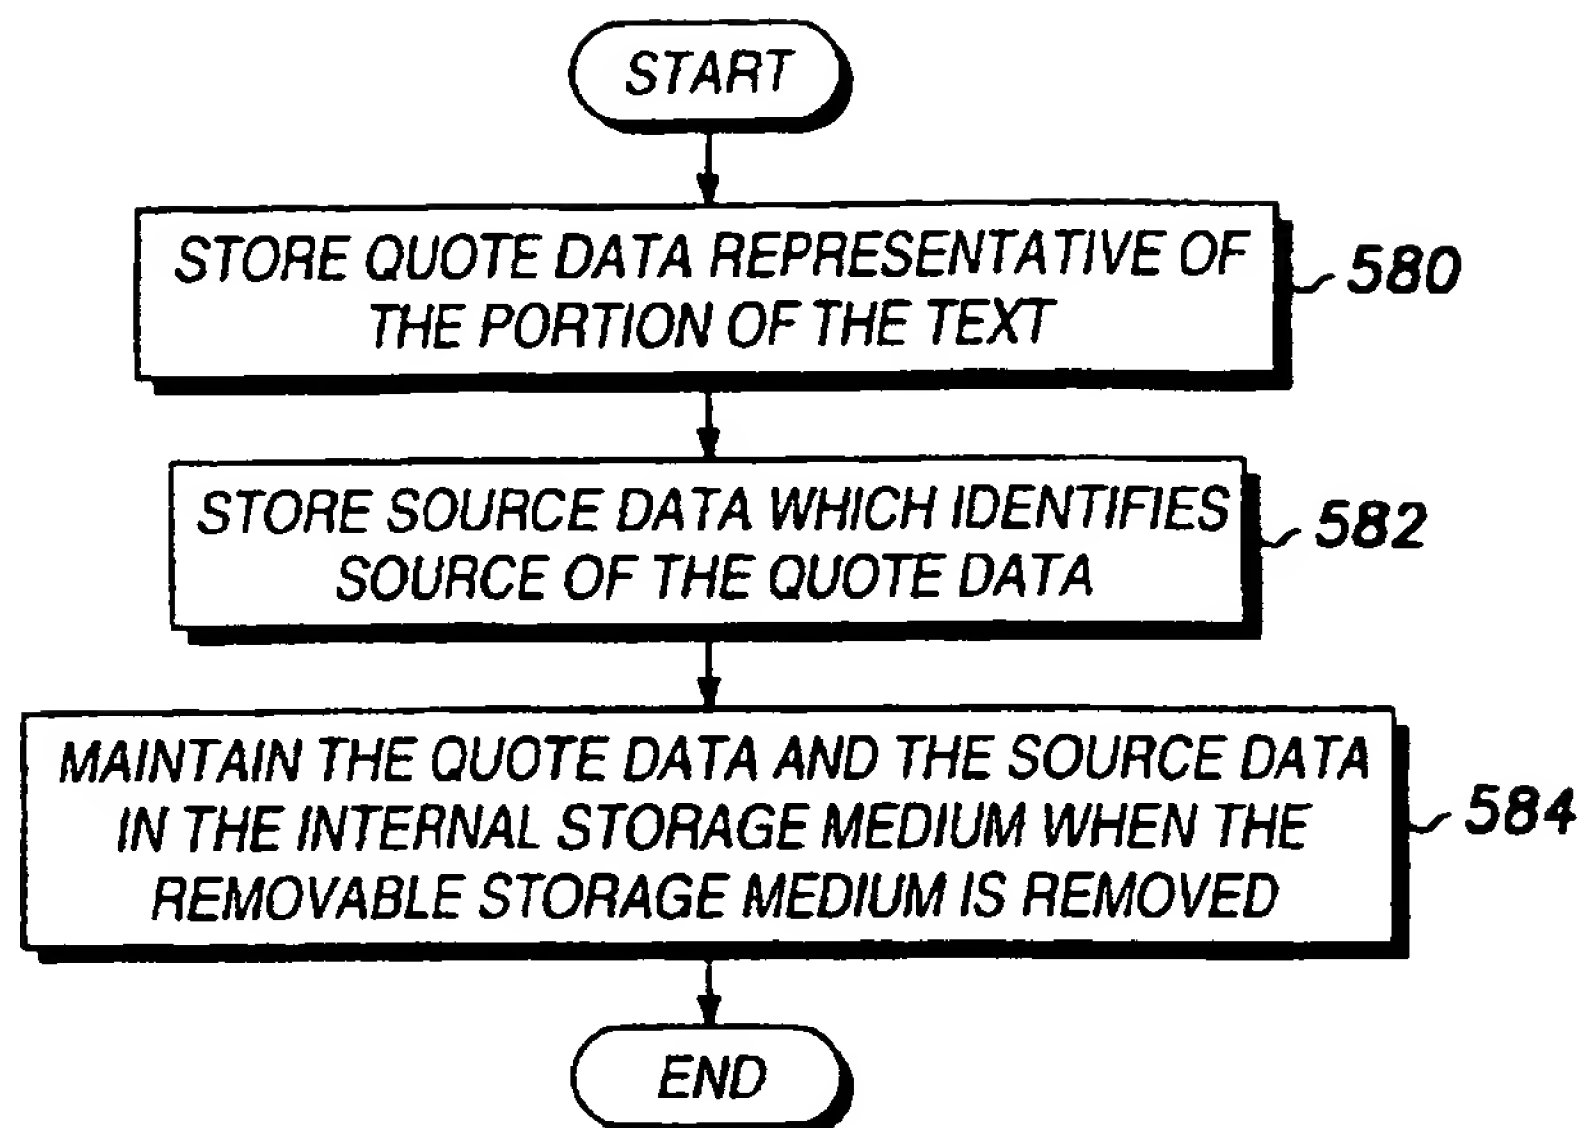 START
STORE QUOTE DATA REPRESENTATIVE OF
THE PORTION OF THE TEXT
580
STORE SOURCE DATA WHICH IDENTIFIES
SOURCE OF THE QUOTE DATA
582
MAINTAIN THE QUOTE DATA AND THE SOURCE DATA
IN THE INTERNAL STORAGE MEDIUM WHEN THE
REMOVABLE STORAGE MEDIUM IS REMOVED
584
END